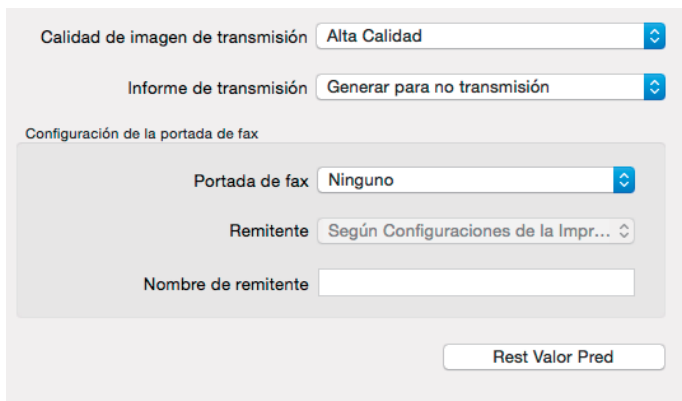 Calidad de imagen de transmisión Alta Calidad
Informe de transmisión Generar para no transmisión
Configuración de la portada de fax
Portada de fax Ninguno
Remitente Según Configuraciones de la Impr...
Nombre de remitente
Rest Valor Pred